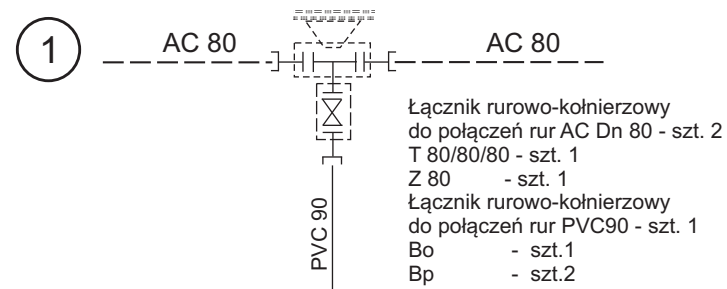 1
AC 80
AC 80
PVC 90
Łącznik rurowo-kołnierzowy
do połączeń rur AC Dn 80 - szt. 2
T 80/80/80 - szt. 1
Z 80 - szt. 1
Łącznik rurowo-kołnierzowy
do połączeń rur PVC90 - szt. 1
Bo - szt.1
Bp - szt.2